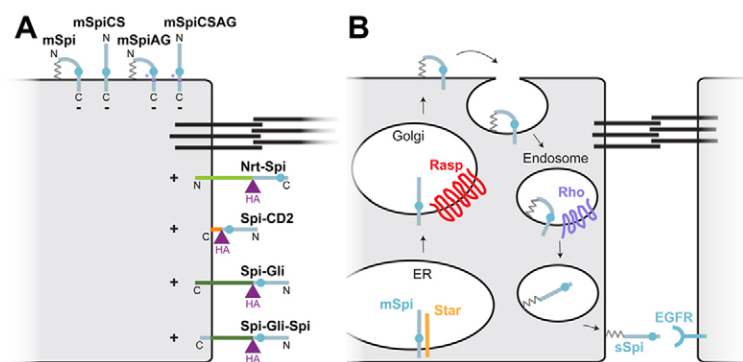 A
mSpiCS
mSpiCSAG
mSpi
mSpiAG
N
N
N
N
C
C
C
C
-
-
-
-
+
Nrt-Spi
N
C
HA
+
Spi-CD2
C
N
HA
+
Spi-Gli
C
N
HA
+
Spi-Gli-Spi
C
N
HA
B
Golgi
Rasp
Endosome
Rho
ER
mSpi
Star
EGFR
sSpi